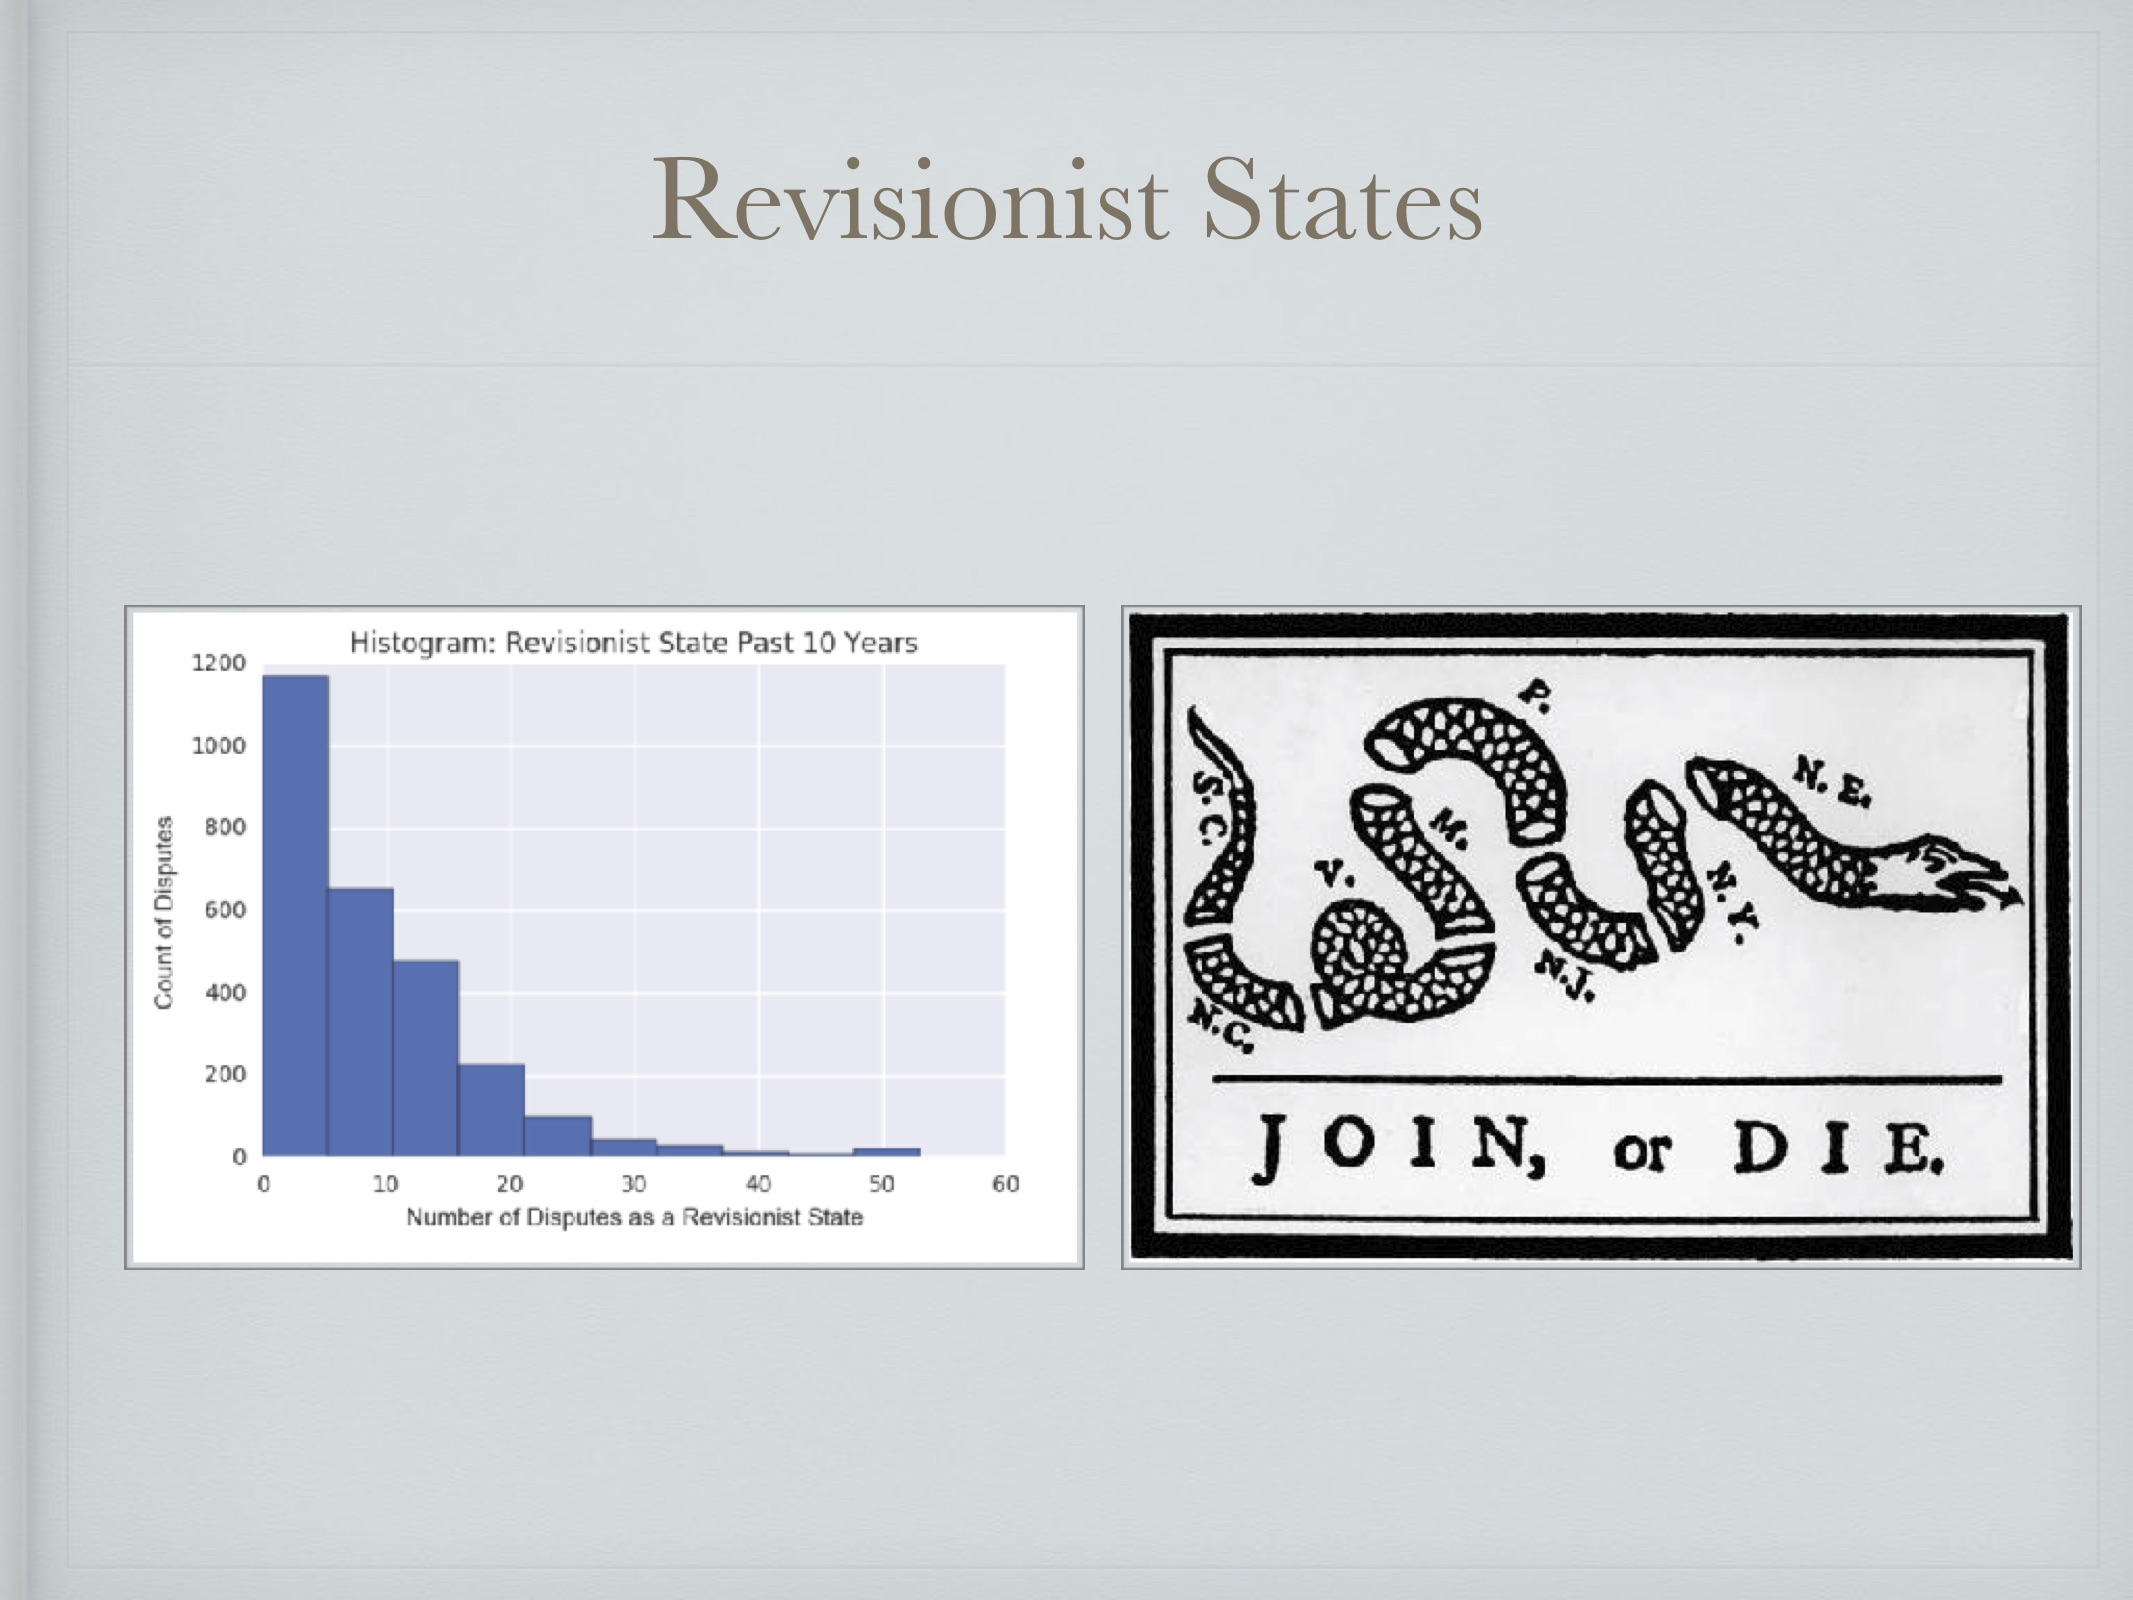 Revisionist States
Histogram: Revisionist State Past 10 Years
1200
1000
800
600
400
200
0
Count of Disputes
0 10 20 30 40 50 60
Number of Disputes as a Revisionist State
S. C.
N.C.
V.
M.
P.
N.J.
N. Y.
N. E.
JOIN, or DIE.